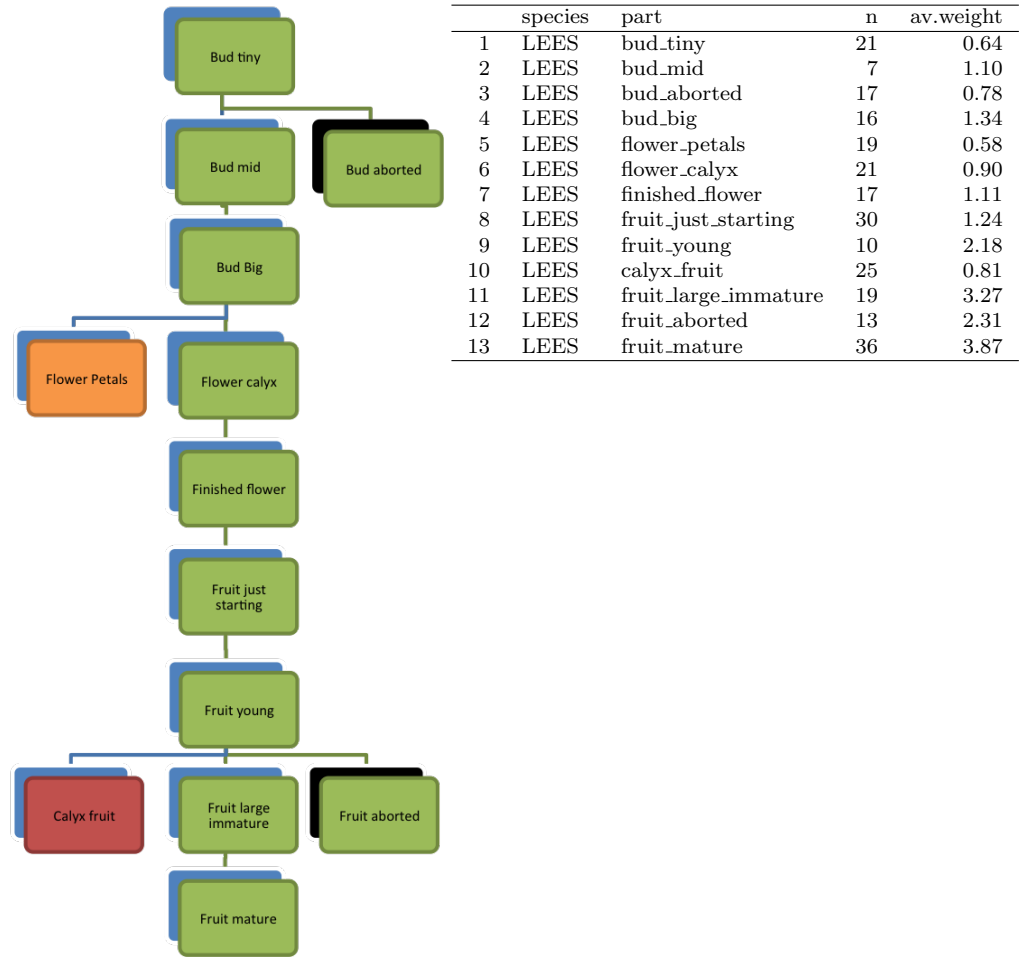 Bud tiny
Bud mid
Bud aborted
Bud Big
Flower Petals
Flower calyx
Finished flower
Fruit just
starting
Fruit young
Calyx fruit
Fruit large
immature
Fruit aborted
Fruit mature
species part n av.weight
1 LEES bud_tiny 21 0.64
2 LEES bud_mid 7 1.10
3 LEES bud_aborted 17 0.78
4 LEES bud_big 16 1.34
5 LEES flower_petals 19 0.58
6 LEES flower_calyx 21 0.90
7 LEES finished_flower 17 1.11
8 LEES fruit_just_starting 30 1.24
9 LEES fruit_young 10 2.18
10 LEES calyx_fruit 25 0.81
11 LEES fruit_large_immature 19 3.27
12 LEES fruit_aborted 13 2.31
13 LEES fruit_mature 36 3.87